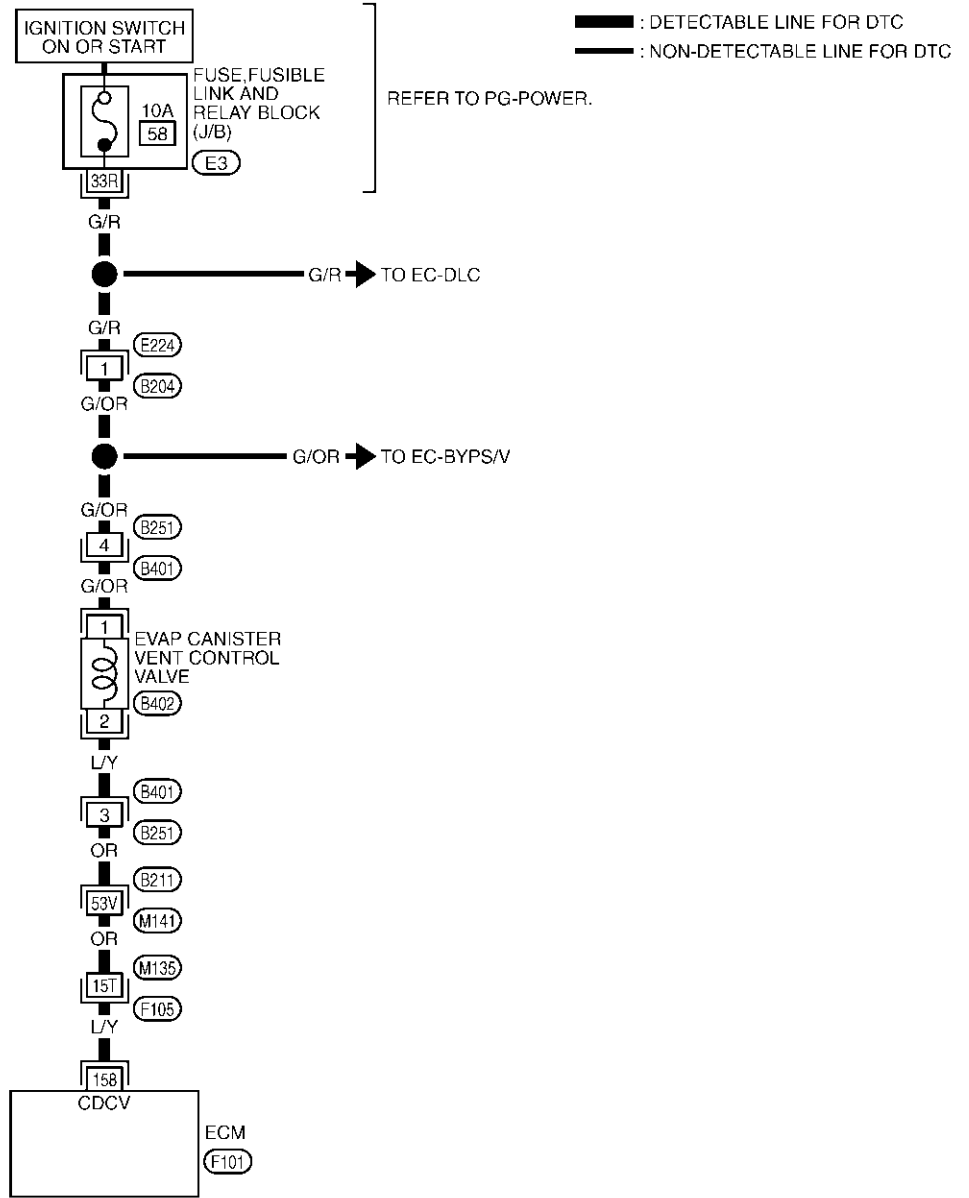 IGNITION SWITCH
ON OR START
: DETECTABLE LINE FOR DTC
: NON-DETECTABLE LINE FOR DTC
FUSE,FUSIBLE
LINK AND
RELAY BLOCK
(J/B)
10A
58
E3
REFER TO PG-POWER.
33R
G/R
G/R
TO EC-DLC
G/R
E224
1
B204
G/OR
G/OR
TO EC-BYPS/V
G/OR
B251
4
B401
G/OR
1
EVAP CANISTER
VENT CONTROL
VALVE
B402
2
L/Y
B401
3
B251
OR
B211
53V
M141
OR
M135
15T
F105
L/Y
158
CDCV
ECM
F101